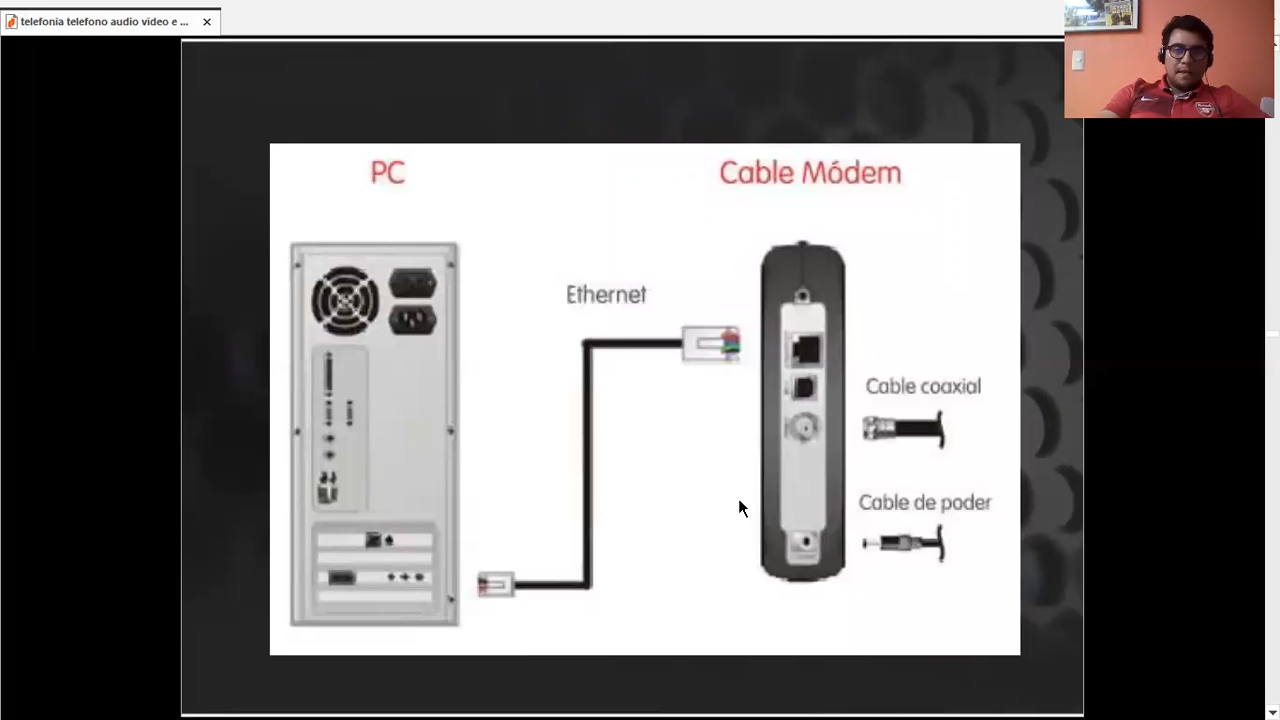 telefonia telefono audio video e ...
PC
Cable Módem
Ethernet
Cable coaxial
Cable de poder